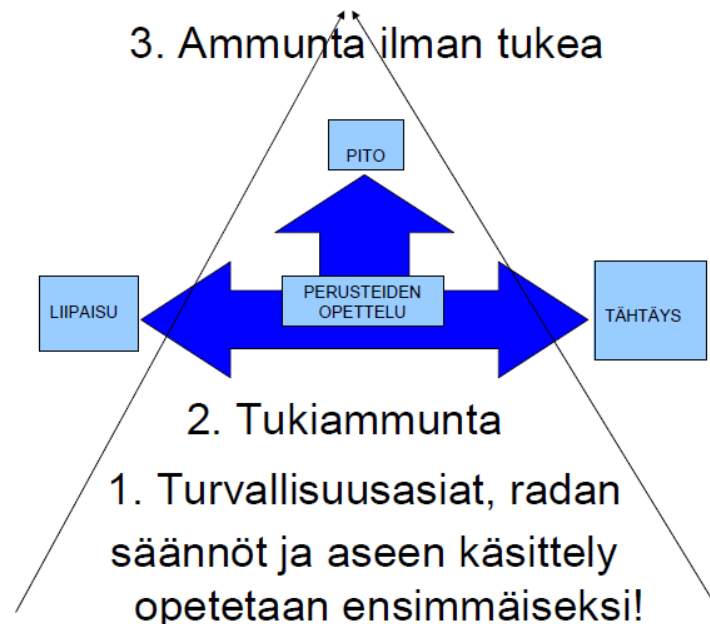 3. Ammunta ilman tukea
PITO
LIIPAISU
PERUSTEIDEN
OPETTELU
TÄHTÄYS
2. Tukiammunta
1. Turvallisuusasiat, radan
säännöt ja aseen käsittely
opetetaan ensimmäiseksi!